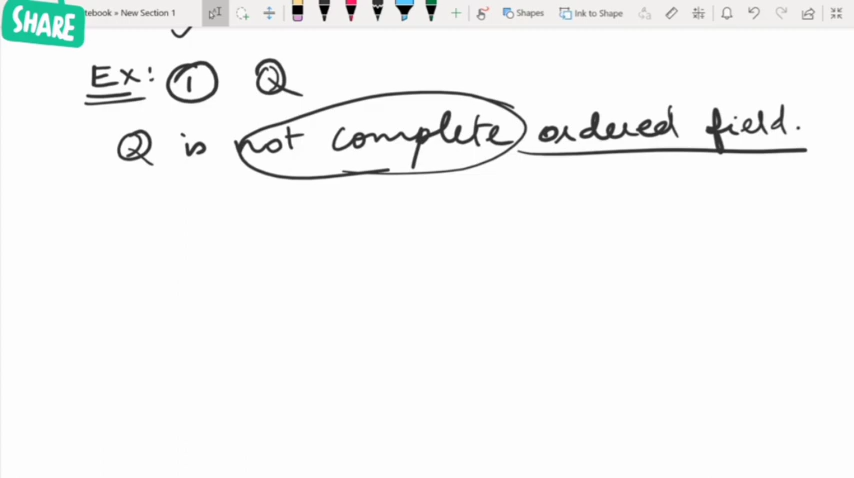 SHARE
tebook » New Section 1
Shapes
Ink to Shape
Ex: ① Q
Q is not complete ordered field.